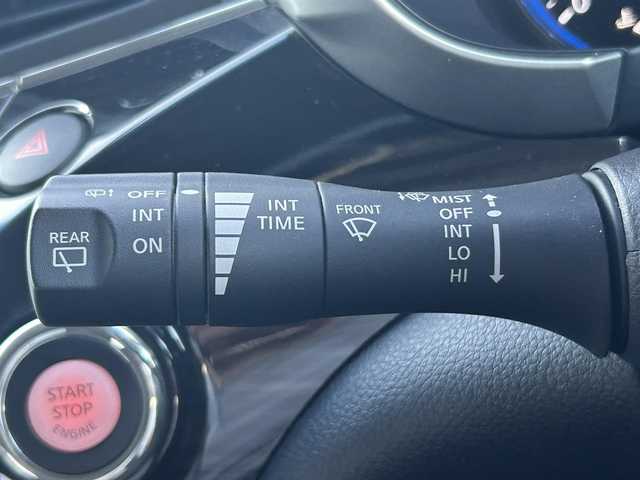 OFF
INT
ON
REAR
INT
TIME
FRONT
MIST
OFF
INT
LO
HI
START
STOP
ENGINE